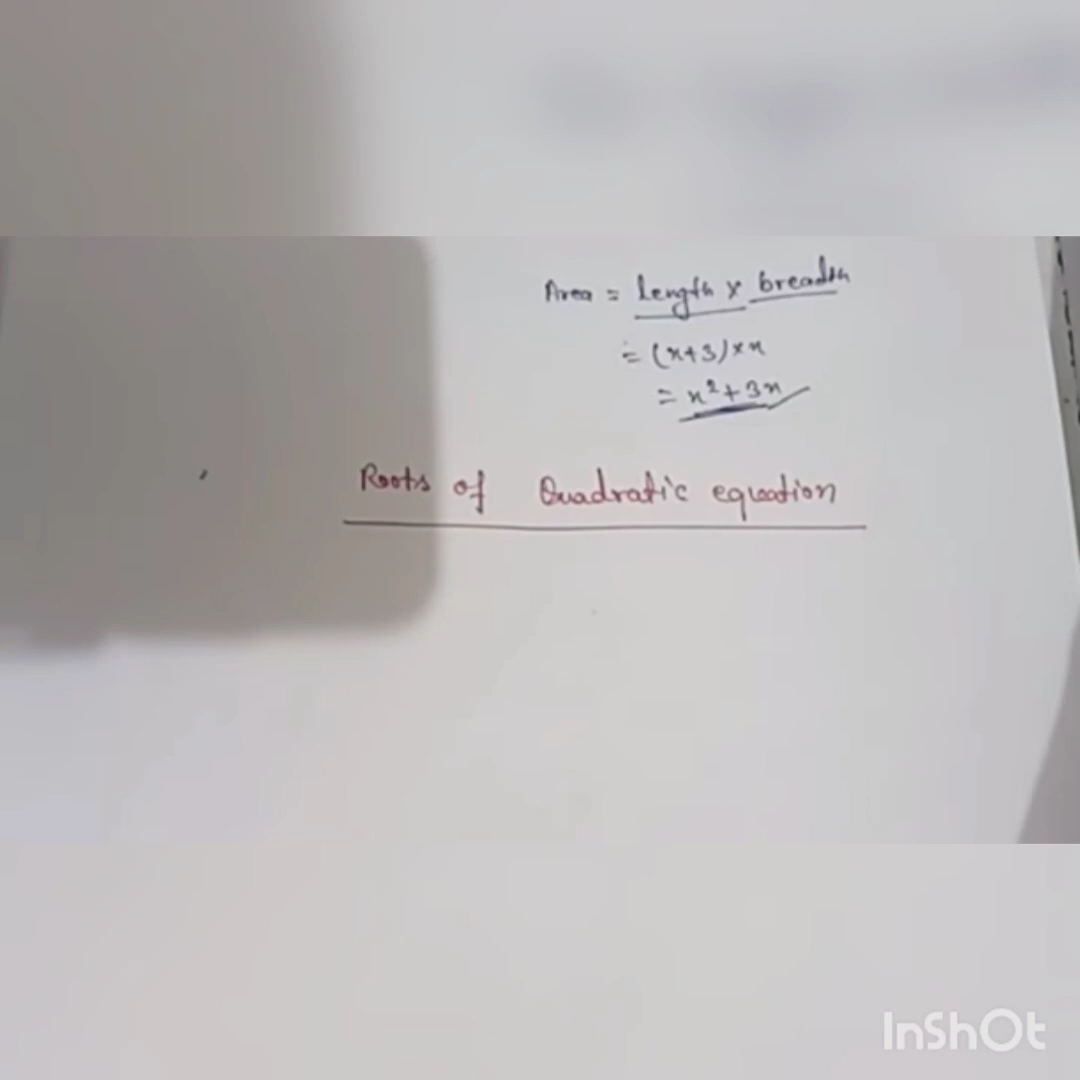 Area = length × breadth
= (x+3)×x
= x²+3x
Roots of Quadratic equation
InShOt